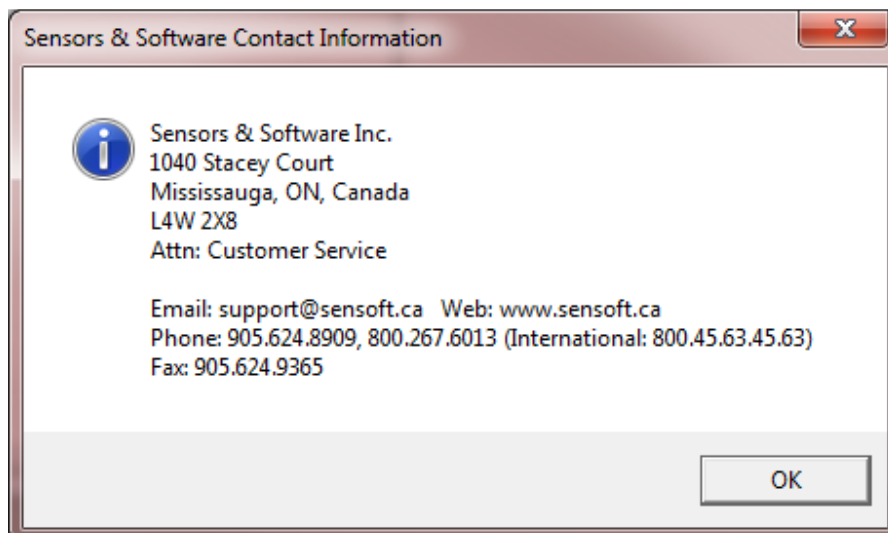 Sensors & Software Contact Information
Sensors & Software Inc.
1040 Stacey Court
Mississauga, ON, Canada
L4W 2X8
Attn: Customer Service
Email: support@sensoft.ca   Web: www.sensoft.ca
Phone: 905.624.8909, 800.267.6013 (International: 800.45.63.45.63)
Fax: 905.624.9365
OK